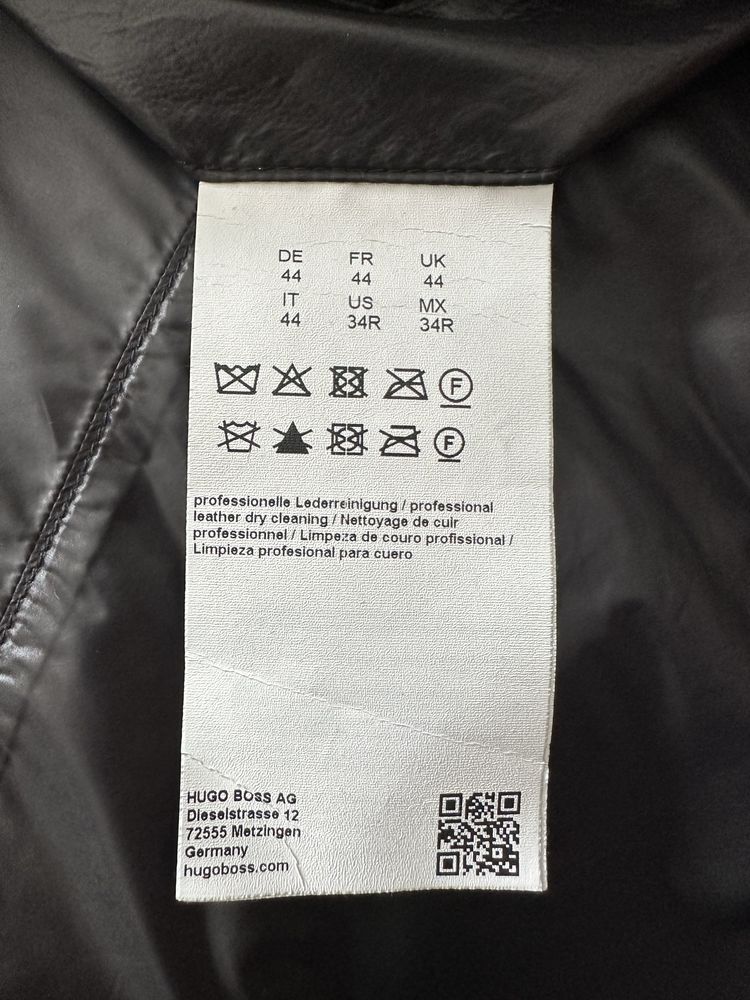 DE FR UK
44 44 44
IT US MX
44 34R 34R
F
F
professionelle Lederreinigung / professional
leather dry cleaning / Nettoyage de cuir
professionnel / Limpeza de couro profissional /
Limpieza profesional para cuero
HUGO BOSS AG
Dieselstrasse 12
72555 Metzingen
Germany
hugoboss.com